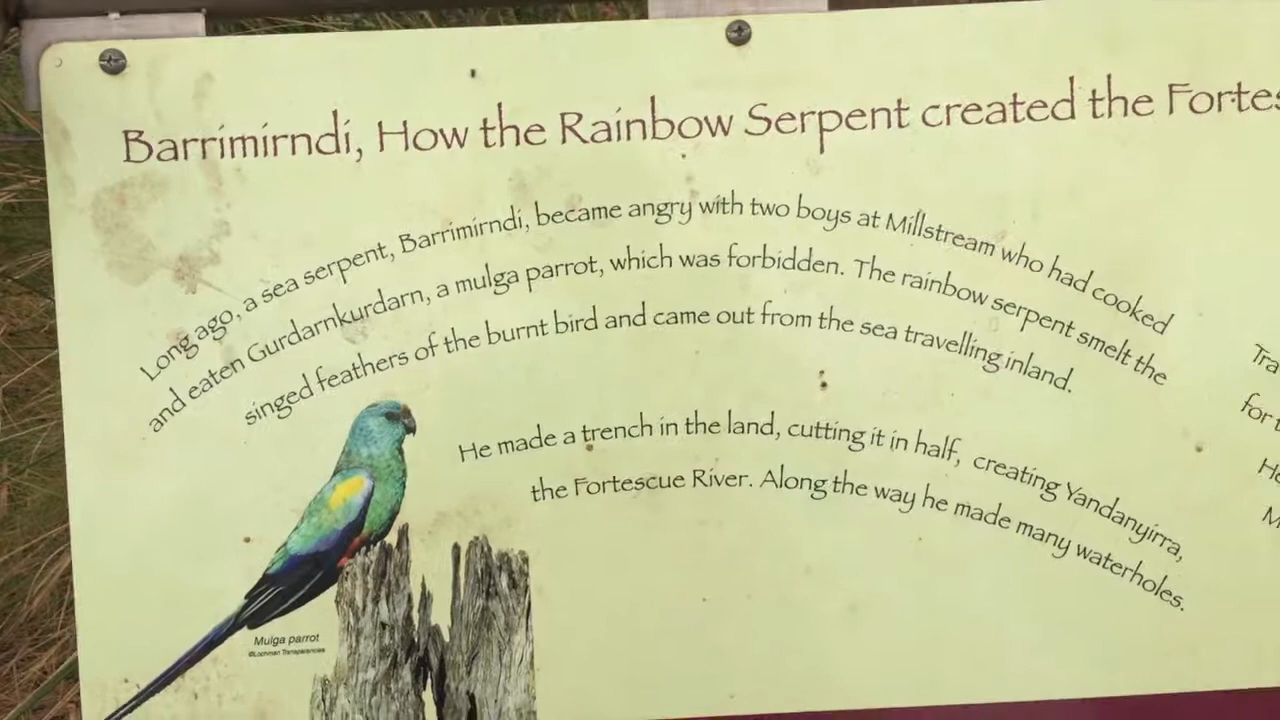 Barrimirndi, How the Rainbow Serpent created the
Long ago, a sea serpent, Barrimirndi, became angry with two boys at Millstream who had cooked
and eaten Gurdarnkurdarn, a mulga parrot, which was forbidden. The rainbow serpent smelt the
singed feathers of the burnt bird and came out from the sea travelling inland.
He made a trench in the land, cutting it in half, creating Yandanyirra,
the Fortescue River. Along the way he made many waterholes.
for
Mulga parrot
©Lochman Transparencies